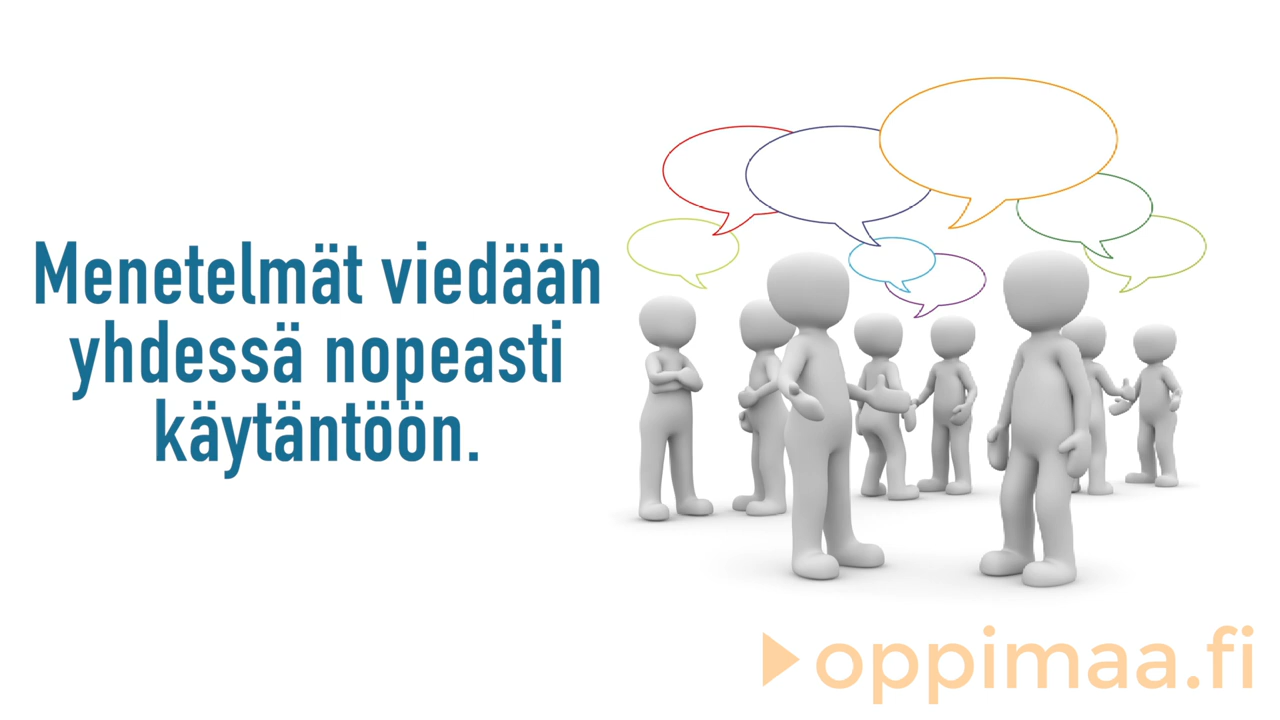 Menetelmät viedään
yhdessä nopeasti
käytäntöön.
oppimaa.fi